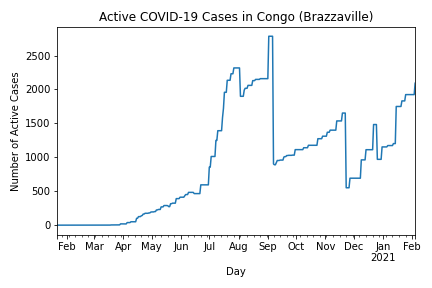 Active COVID-19 Cases in Congo (Brazzaville)
Number of Active Cases
2500
2000
1500
1000
500
0
Feb Mar Apr May Jun Jul Aug Sep Oct Nov Dec Jan Feb
2021
Day